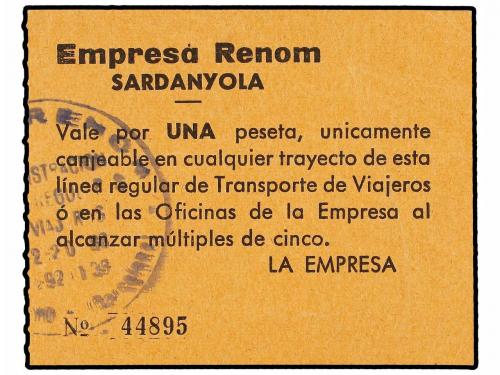 Empresa Renom
SARDANYOLA
Vale por UNA peseta, unicamente
canjeable en cualquier trayecto de esta
línea regular de Transporte de Viajeros
ó en las Oficinas de la Empresa al
alcanzar múltiples de cinco.
LA EMPRESA
RENOM
Nº 44895